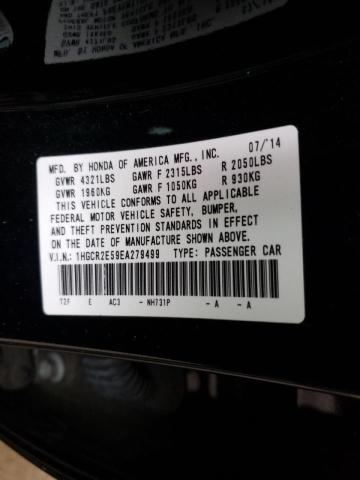 MFD. BY HONDA OF AMERICA MFG., INC. 07/'14
GVWR 4321LBS GAWR F 2315LBS R 2050LBS
GVWR 1960KG GAWR F 1050KG R 930KG
THIS VEHICLE CONFORMS TO ALL APPLICABLE
FEDERAL MOTOR VEHICLE SAFETY, BUMPER,
AND THEFT PREVENTION STANDARDS IN EFFECT
ON THE DATE OF MANUFACTURE SHOWN ABOVE.
V.I.N.: 1HGCR2E59EA279499 TYPE: PASSENGER CAR
T2F E AC3 - NH731P - A - A